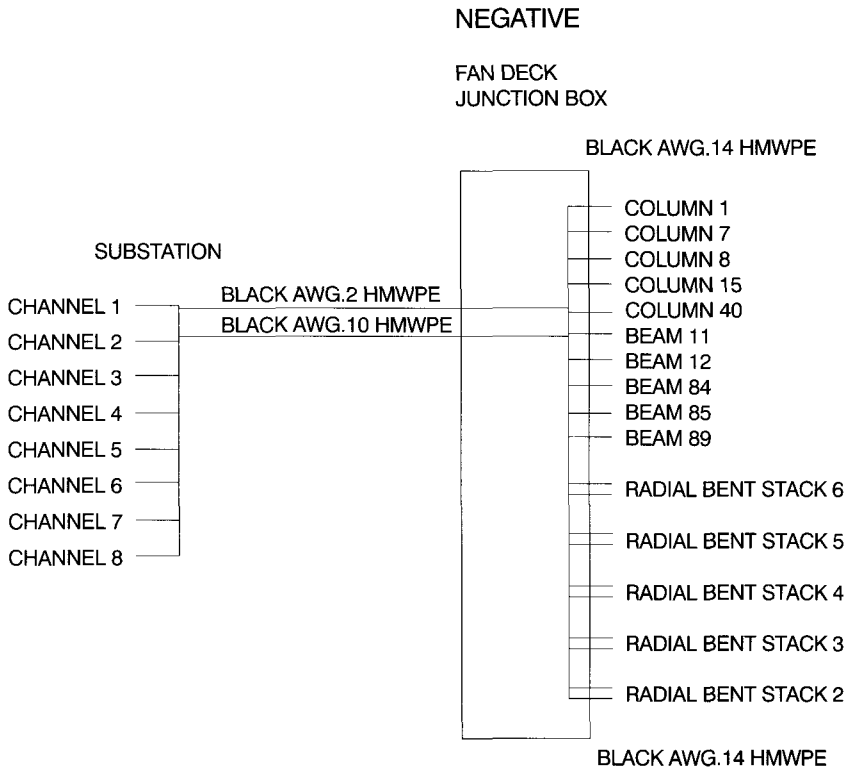 NEGATIVE
FAN DECK
JUNCTION BOX
BLACK AWG.14 HMWPE
SUBSTATION
CHANNEL 1
CHANNEL 2
CHANNEL 3
CHANNEL 4
CHANNEL 5
CHANNEL 6
CHANNEL 7
CHANNEL 8
BLACK AWG.2 HMWPE
BLACK AWG.10 HMWPE
COLUMN 1
COLUMN 7
COLUMN 8
COLUMN 15
COLUMN 40
BEAM 11
BEAM 12
BEAM 84
BEAM 85
BEAM 89
RADIAL BENT STACK 6
RADIAL BENT STACK 5
RADIAL BENT STACK 4
RADIAL BENT STACK 3
RADIAL BENT STACK 2
BLACK AWG.14 HMWPE